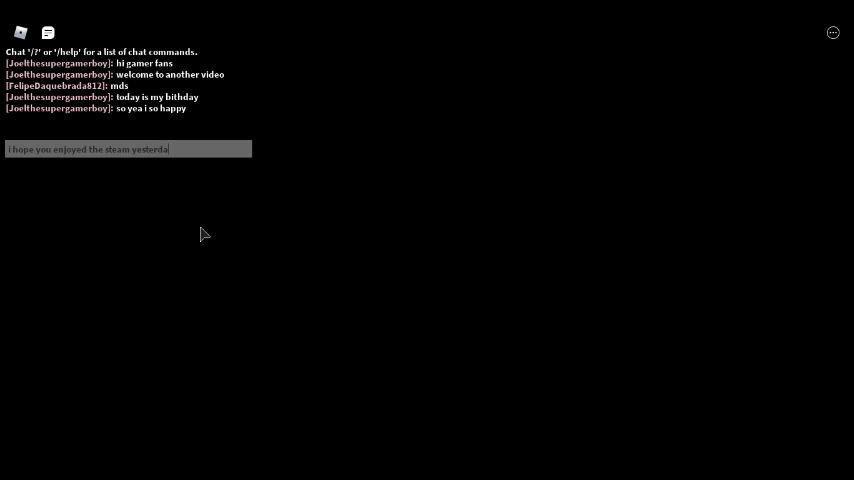 Chat '/?' or '/help' for a list of chat commands.
[Joelthesupergamerboy]: hi gamer fans
[Joelthesupergamerboy]: welcome to another video
[FelipeDaquebrada812]: mds
[Joelthesupergamerboy]: today is my bithday
[Joelthesupergamerboy]: so yea i so happy
i hope you enjoyed the steam yesterda